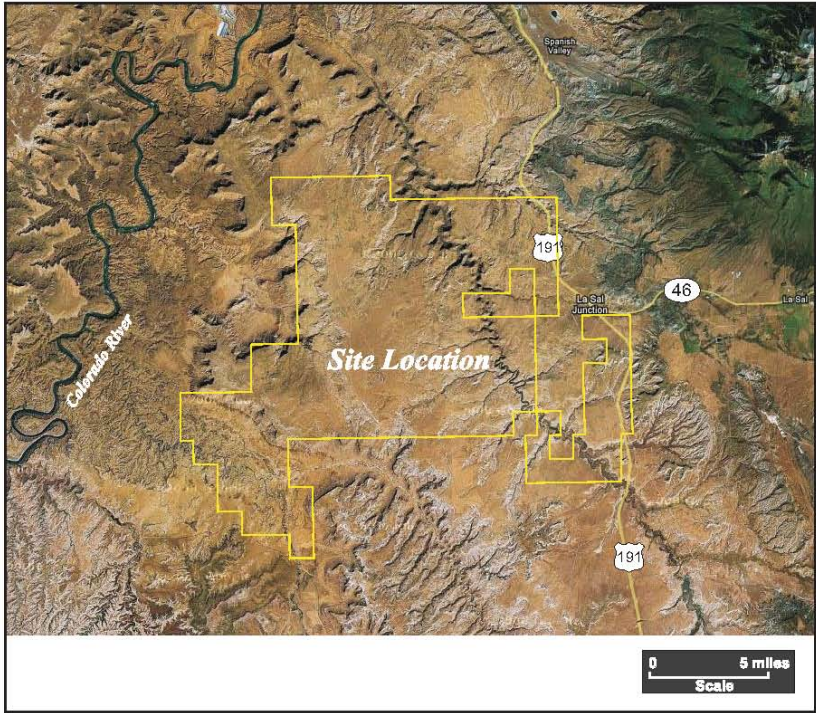 Spanish
Valley
191
46
La Sal
Junction
La Sal
Site Location
Colorado River
191
0 5 miles
Scale